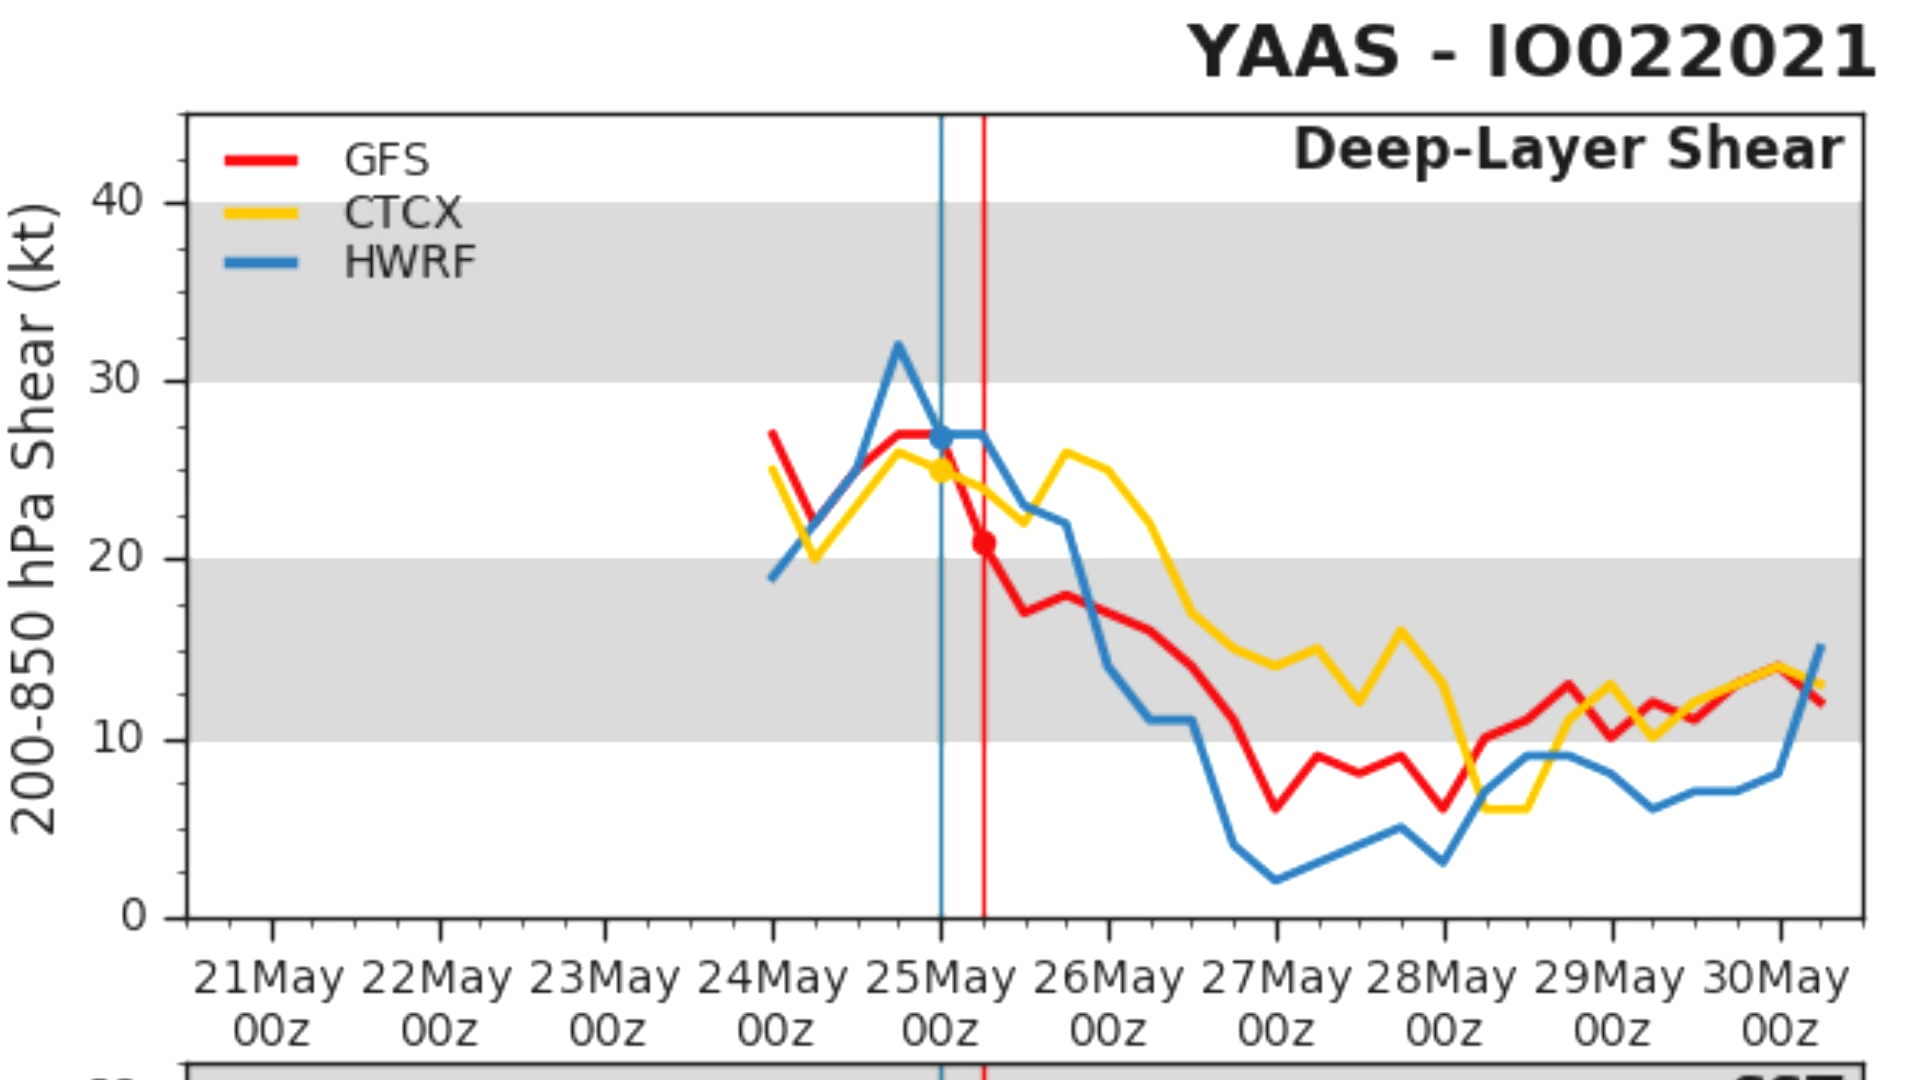 YAAS - IO022021
Deep-Layer Shear
GFS
CTCX
HWRF
200-850 hPa Shear (kt)
40
30
20
10
0
21May 22May 23May 24May 25May 26May 27May 28May 29May 30May
00z 00z 00z 00z 00z 00z 00z 00z 00z 00z